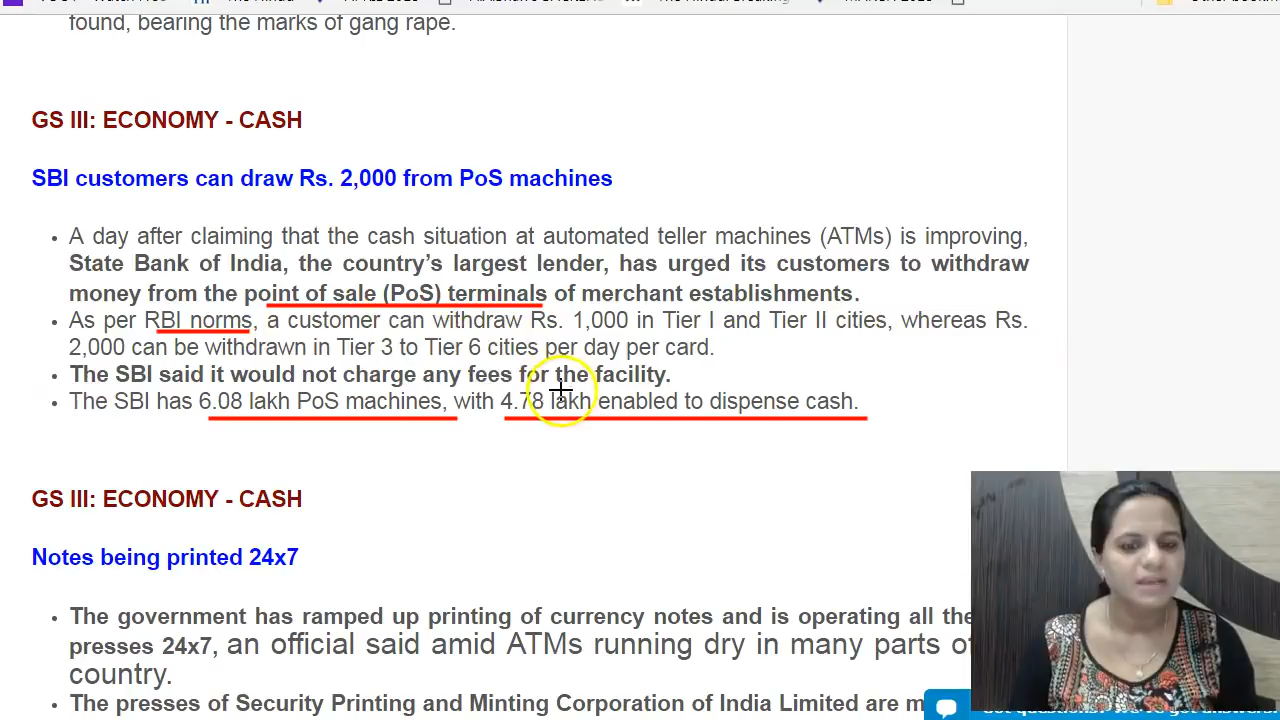 found, bearing the marks of gang rape.
GS III: ECONOMY - CASH
SBI customers can draw Rs. 2,000 from PoS machines
• A day after claiming that the cash situation at automated teller machines (ATMs) is improving,
State Bank of India, the country's largest lender, has urged its customers to withdraw
money from the point of sale (PoS) terminals of merchant establishments.
• As per RBI norms, a customer can withdraw Rs. 1,000 in Tier I and Tier II cities, whereas Rs.
2,000 can be withdrawn in Tier 3 to Tier 6 cities per day per card.
• The SBI said it would not charge any fees for the facility.
• The SBI has 6.08 lakh PoS machines, with 4.78 lakh enabled to dispense cash.
GS III: ECONOMY - CASH
Notes being printed 24x7
• The government has ramped up printing of currency notes and is operating all the
presses 24x7, an official said amid ATMs running dry in many parts of
country.
• The presses of Security Printing and Minting Corporation of India Limited are